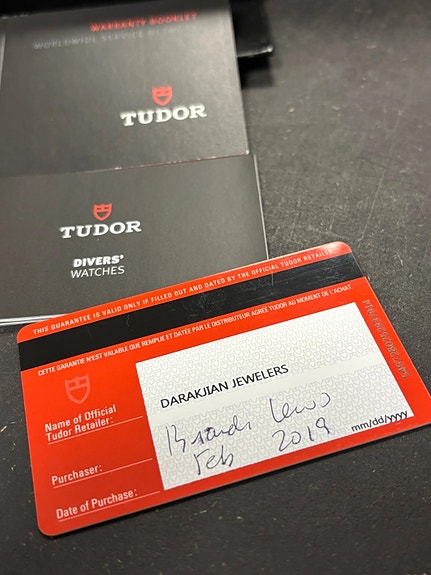 WARRANTY BOOKLET
WORLDWIDE SERVICE
TUDOR
TUDOR
DIVERS'
WATCHES
THIS GUARANTEE IS VALID ONLY IF FILLED OUT AND DATED BY THE OFFICIAL TUDOR RETAILER.
CETTE GARANTIE N'EST VALABLE QUE REMPLIE ET DATÉE PAR LE DISTRIBUTEUR AGRÉÉ TUDOR AU MOMENT DE L'ACHAT
Name of Official
Tudor Retailer:
DARAKJIAN JEWELERS
Purchaser:
Date of Purchase: Feb 2019
mm/dd/yyyy